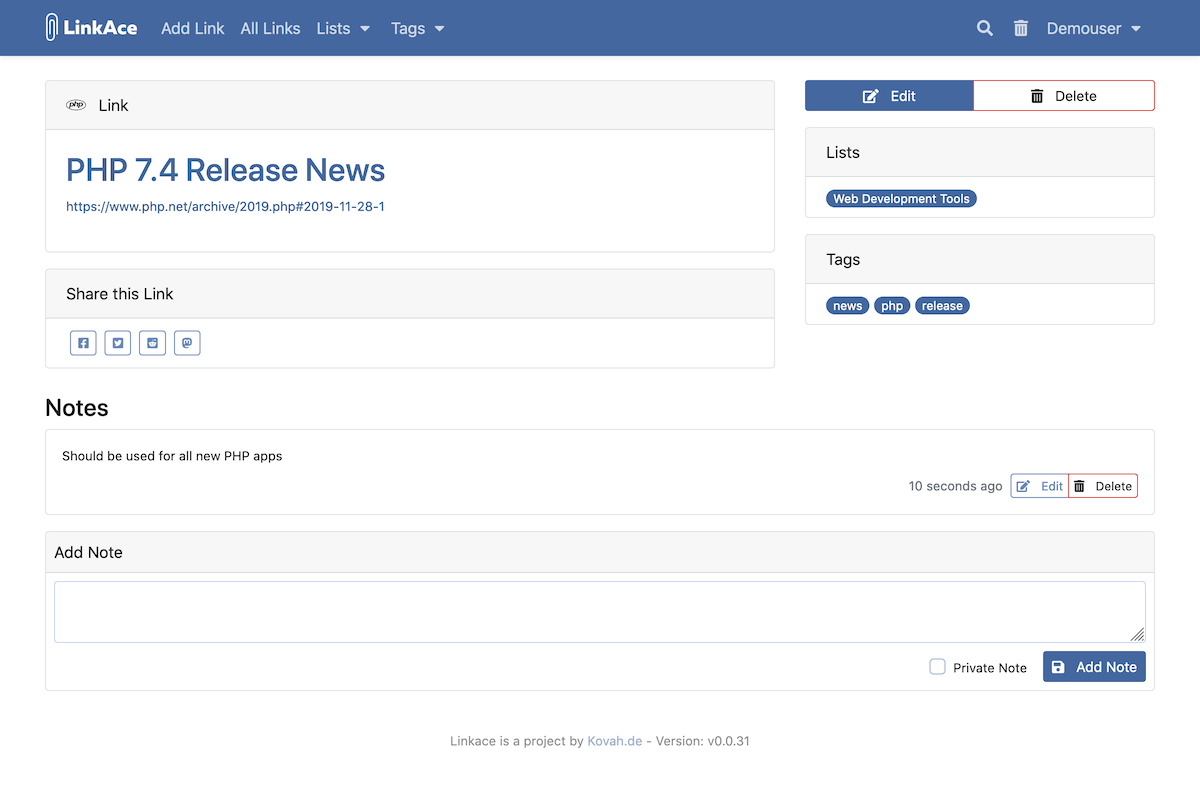 LinkAce Add Link All Links Lists Tags Demouser
php Link
PHP 7.4 Release News
https://www.php.net/archive/2019.php#2019-11-28-1
Share this Link
Edit Delete
Lists
Web Development Tools
Tags
news php release
Notes
Should be used for all new PHP apps
10 seconds ago Edit Delete
Add Note
Private Note Add Note
Linkace is a project by Kovah.de - Version: v0.0.31